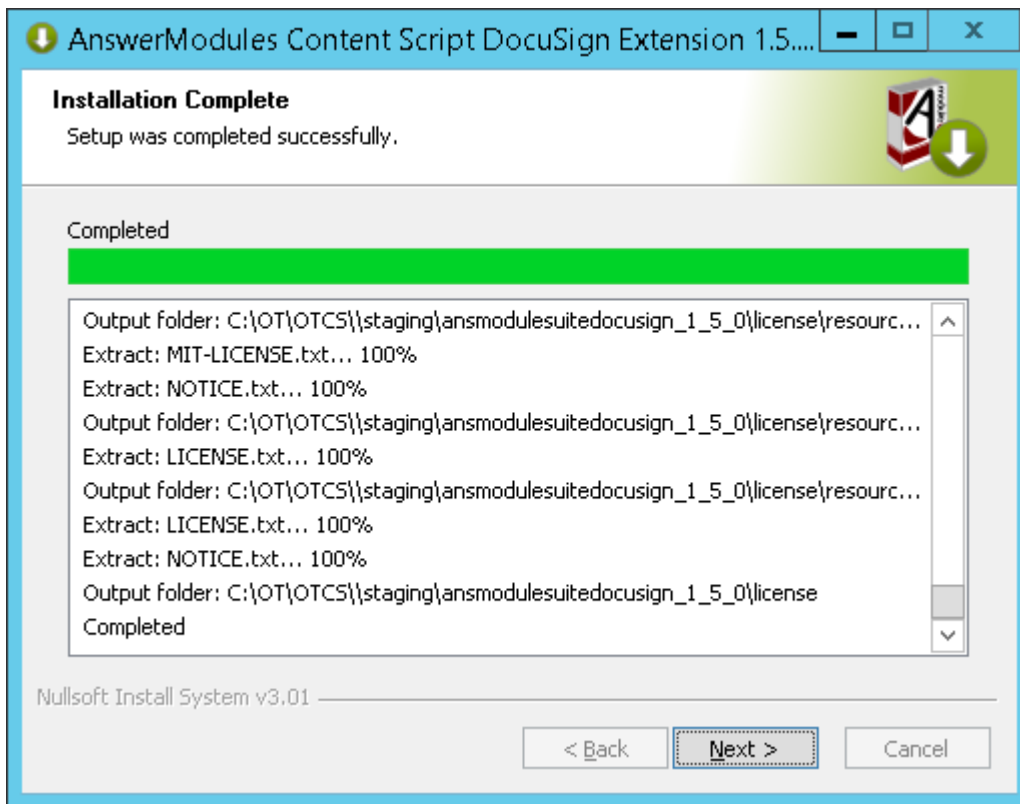 AnswerModules Content Script DocuSign Extension 1.5....
Installation Complete
Setup was completed successfully.
Completed
Output folder: C:\OT\OTCS\\staging\ansmodulesuitedocusign_1_5_0\license\resourc...
Extract: MIT-LICENSE.txt... 100%
Extract: NOTICE.txt... 100%
Output folder: C:\OT\OTCS\\staging\ansmodulesuitedocusign_1_5_0\license\resourc...
Extract: LICENSE.txt... 100%
Output folder: C:\OT\OTCS\\staging\ansmodulesuitedocusign_1_5_0\license\resourc...
Extract: LICENSE.txt... 100%
Extract: NOTICE.txt... 100%
Output folder: C:\OT\OTCS\\staging\ansmodulesuitedocusign_1_5_0\license
Completed
Nullsoft Install System v3.01
< Back
Next >
Cancel